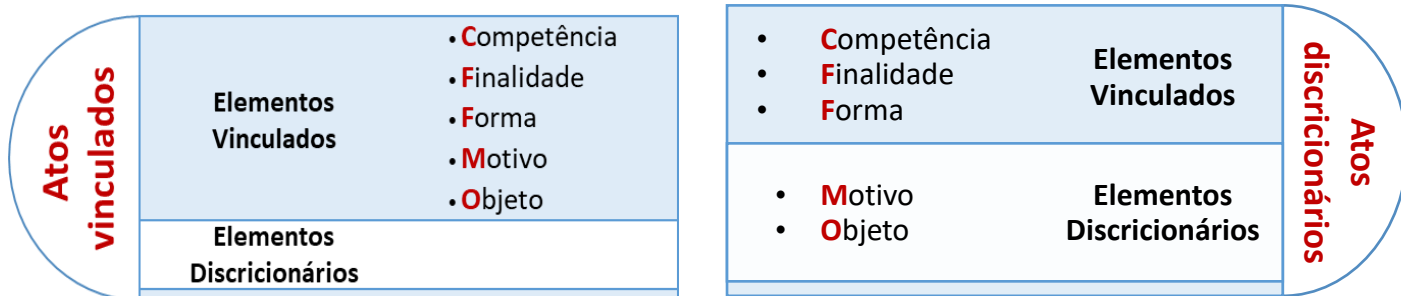 Atos
vinculados
Elementos
Vinculados
• Competência
• Finalidade
• Forma
• Motivo
• Objeto
Elementos
Discricionários
• Competência
• Finalidade
• Forma
Elementos
Vinculados
• Motivo
• Objeto
Elementos
Discricionários
Atos
discricionários